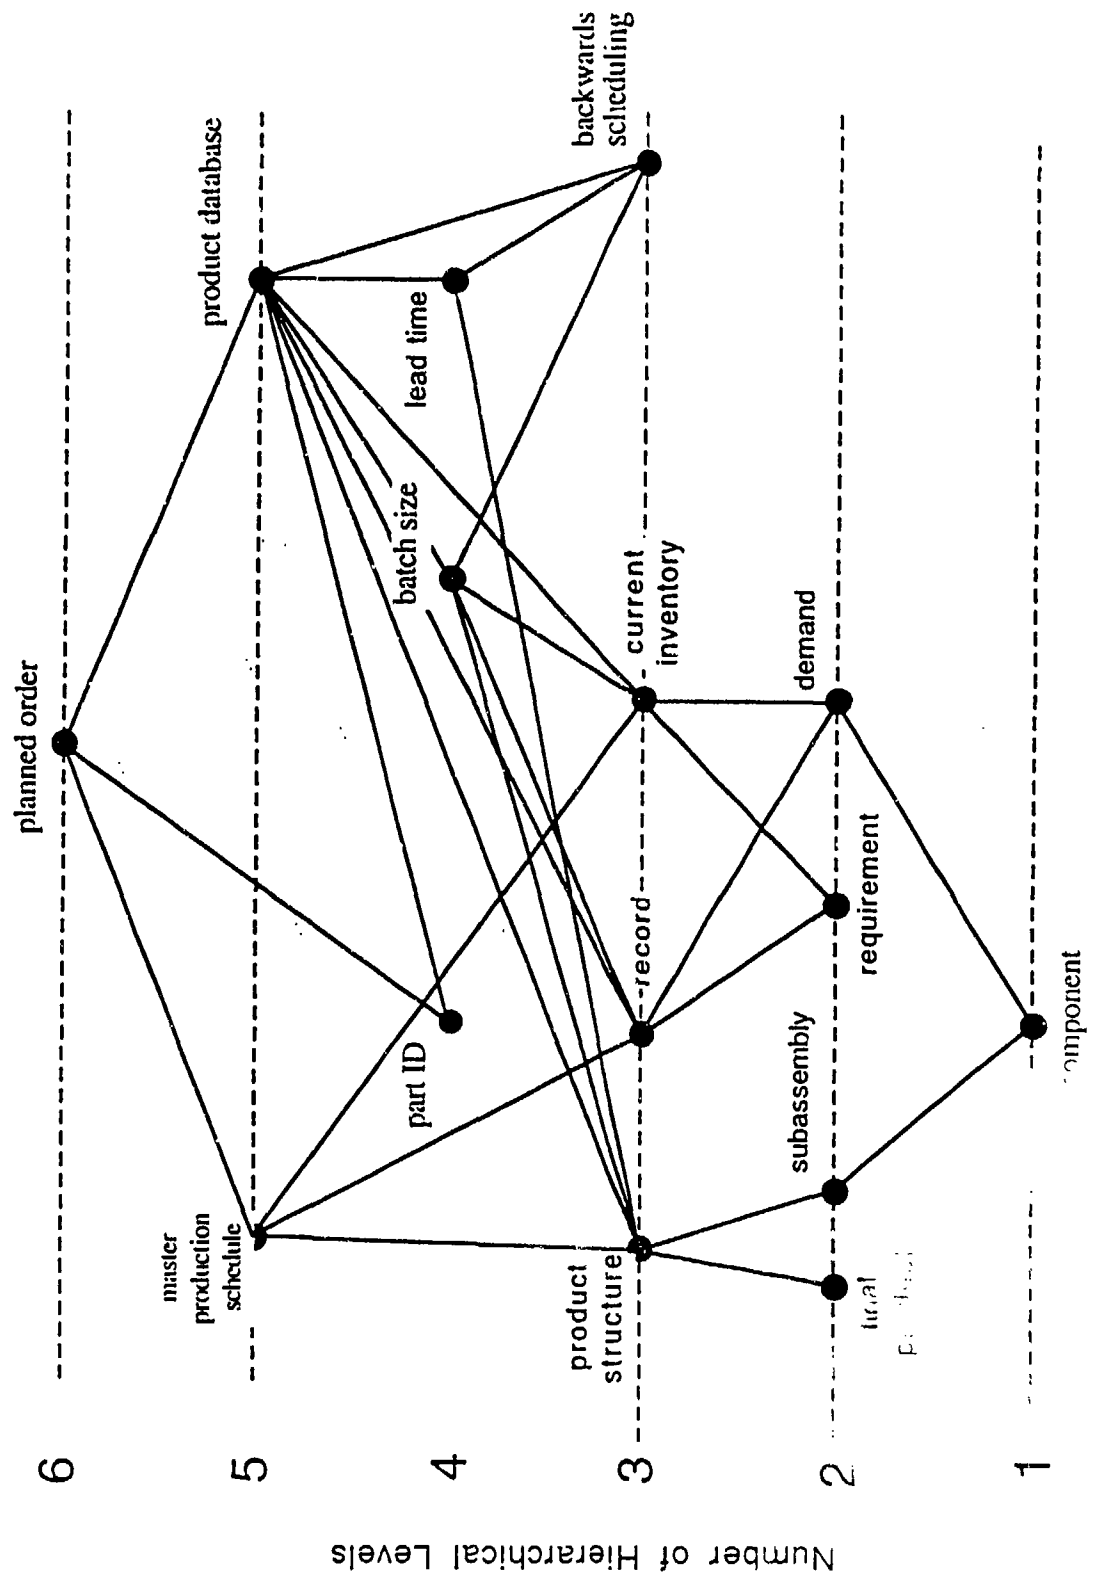 planned order
product database
master
production
schedule
part ID
batch size
lead time
product
structure
record
current
inventory
backwards
scheduling
subassembly
requirement
demand
6
5
4
3
2
1
Number of Hierarchical Levels